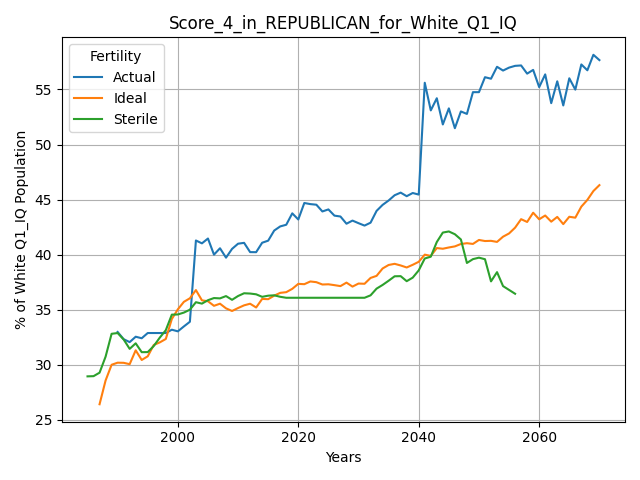 Score_4_in_REPUBLICAN_for_White_Q1_IQ
Fertility
Actual
Ideal
Sterile
% of White Q1_IQ Population
55
50
45
40
35
30
25
2000
2020
2040
2060
Years